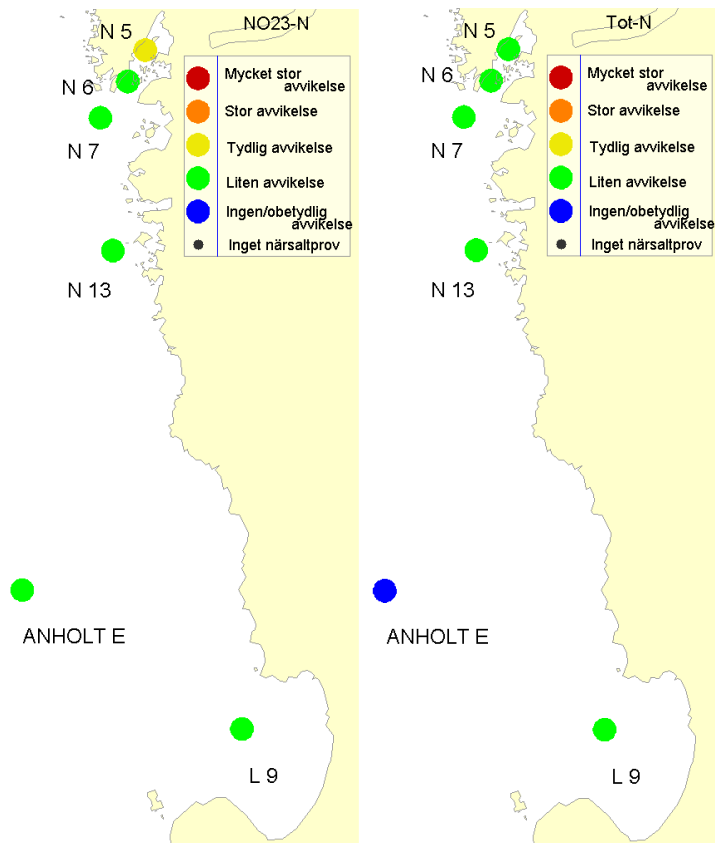 N 5
NO23-N
Mycket stor
avvikelse
Stor avvikelse
Tydlig avvikelse
Liten avvikelse
Ingen/obetydlig
avvikelse
Inget närsaltprov
N 6
N 7
N 13
ANHOLT E
L 9
N 5
Tot-N
Mycket stor
avvikelse
Stor avvikelse
Tydlig avvikelse
Liten avvikelse
Ingen/obetydlig
avvikelse
Inget närsaltprov
N 6
N 7
N 13
ANHOLT E
L 9